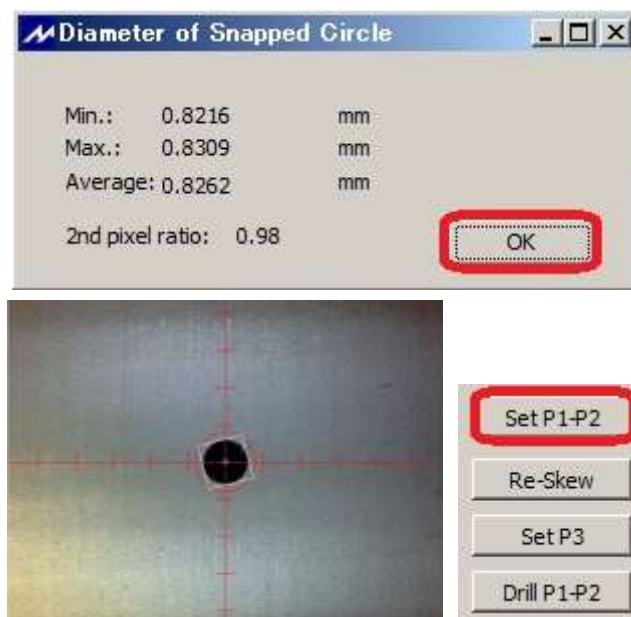 Diameter of Snapped Circle
Min.: 0.8216 mm
Max.: 0.8309 mm
Average: 0.8262 mm
2nd pixel ratio: 0.98
OK
Set P1-P2
Re-Skew
Set P3
Drill P1-P2